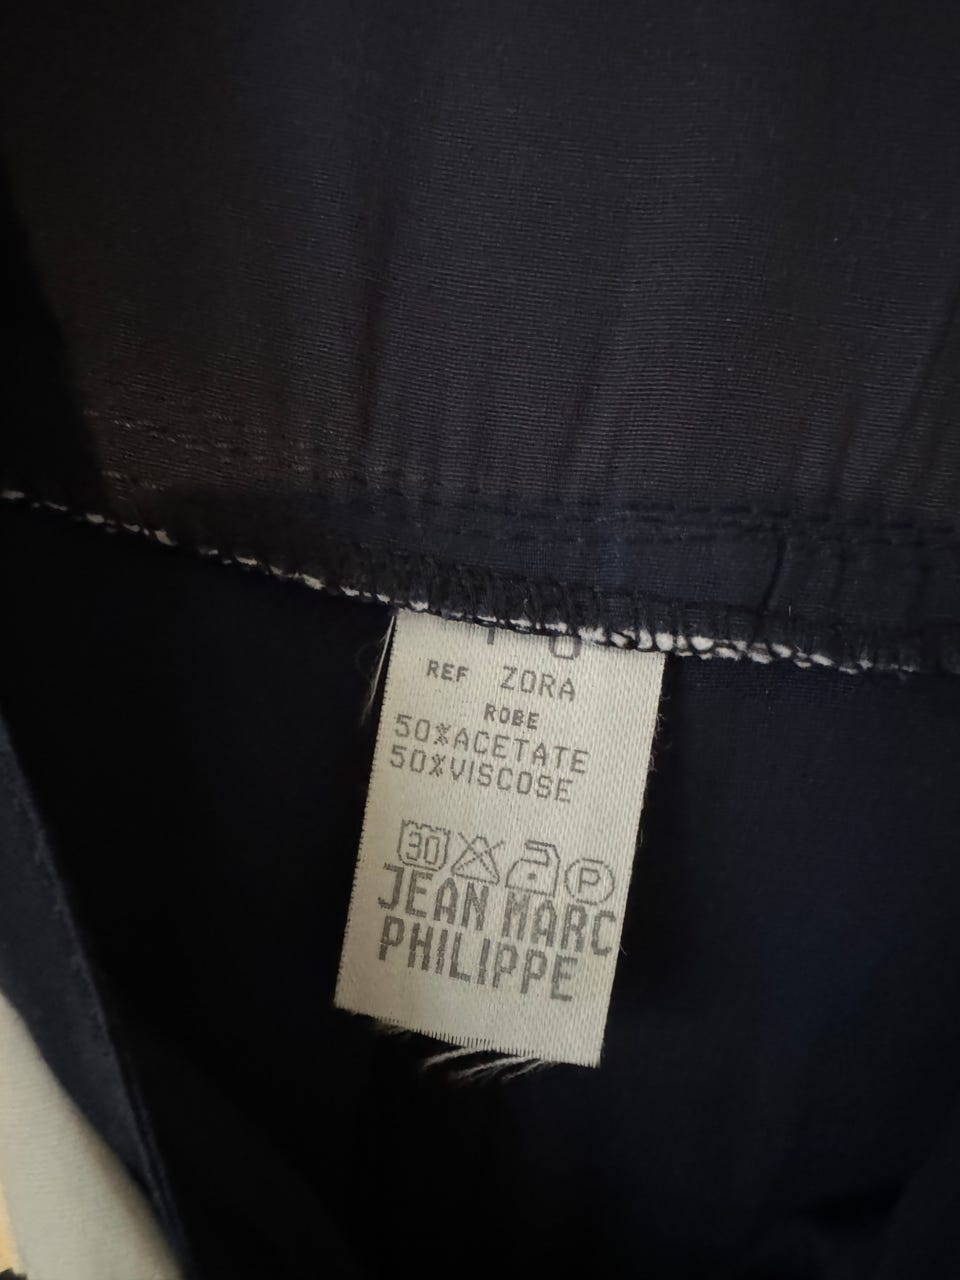 REF ZORA
ROBE
50%ACETATE
50%VISCOSE
30 P
JEAN MARC
PHILIPPE